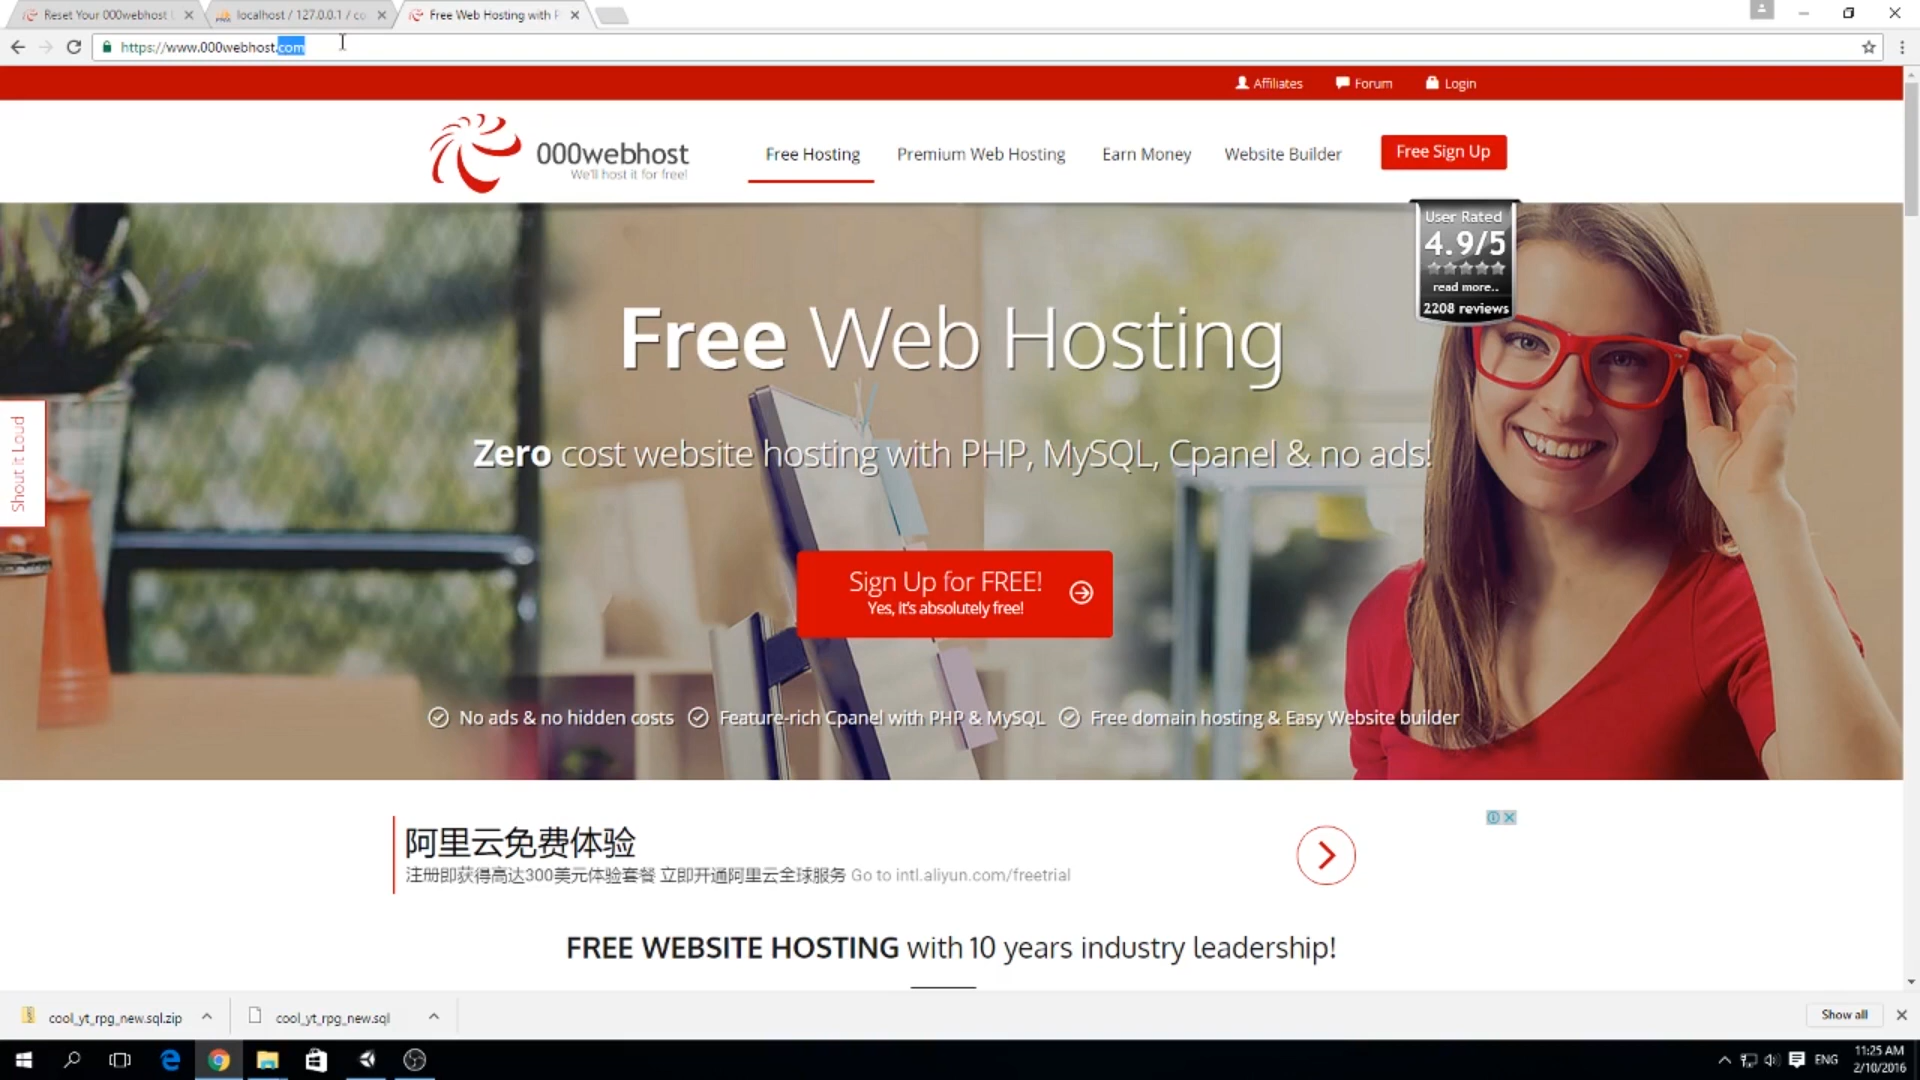 Reset Your 000webhost
localhost / 127.0.0.1 / co
Free Web Hosting with P
https://www.000webhost.com
Affiliates
Forum
Login
000webhost
We'll host it for free!
Free Hosting
Premium Web Hosting
Earn Money
Website Builder
Free Sign Up
User Rated
4.9/5
read more..
2208 reviews
Free Web Hosting
Zero cost website hosting with PHP, MySQL, Cpanel & no ads!
Shout it Loud
Sign Up for FREE!
Yes, it's absolutely free!
No ads & no hidden costs
Feature-rich Cpanel with PHP & MySQL
Free domain hosting & Easy Website builder
阿里云免费体验
注册即获得高达300美元体验套餐 立即开通阿里云全球服务 Go to intl.aliyun.com/freetrial
FREE WEBSITE HOSTING with 10 years industry leadership!
cool_yt_rpg_new.sql.zip
cool_yt_rpg_new.sql
Show all
ENG
11:25 AM
2/10/2016